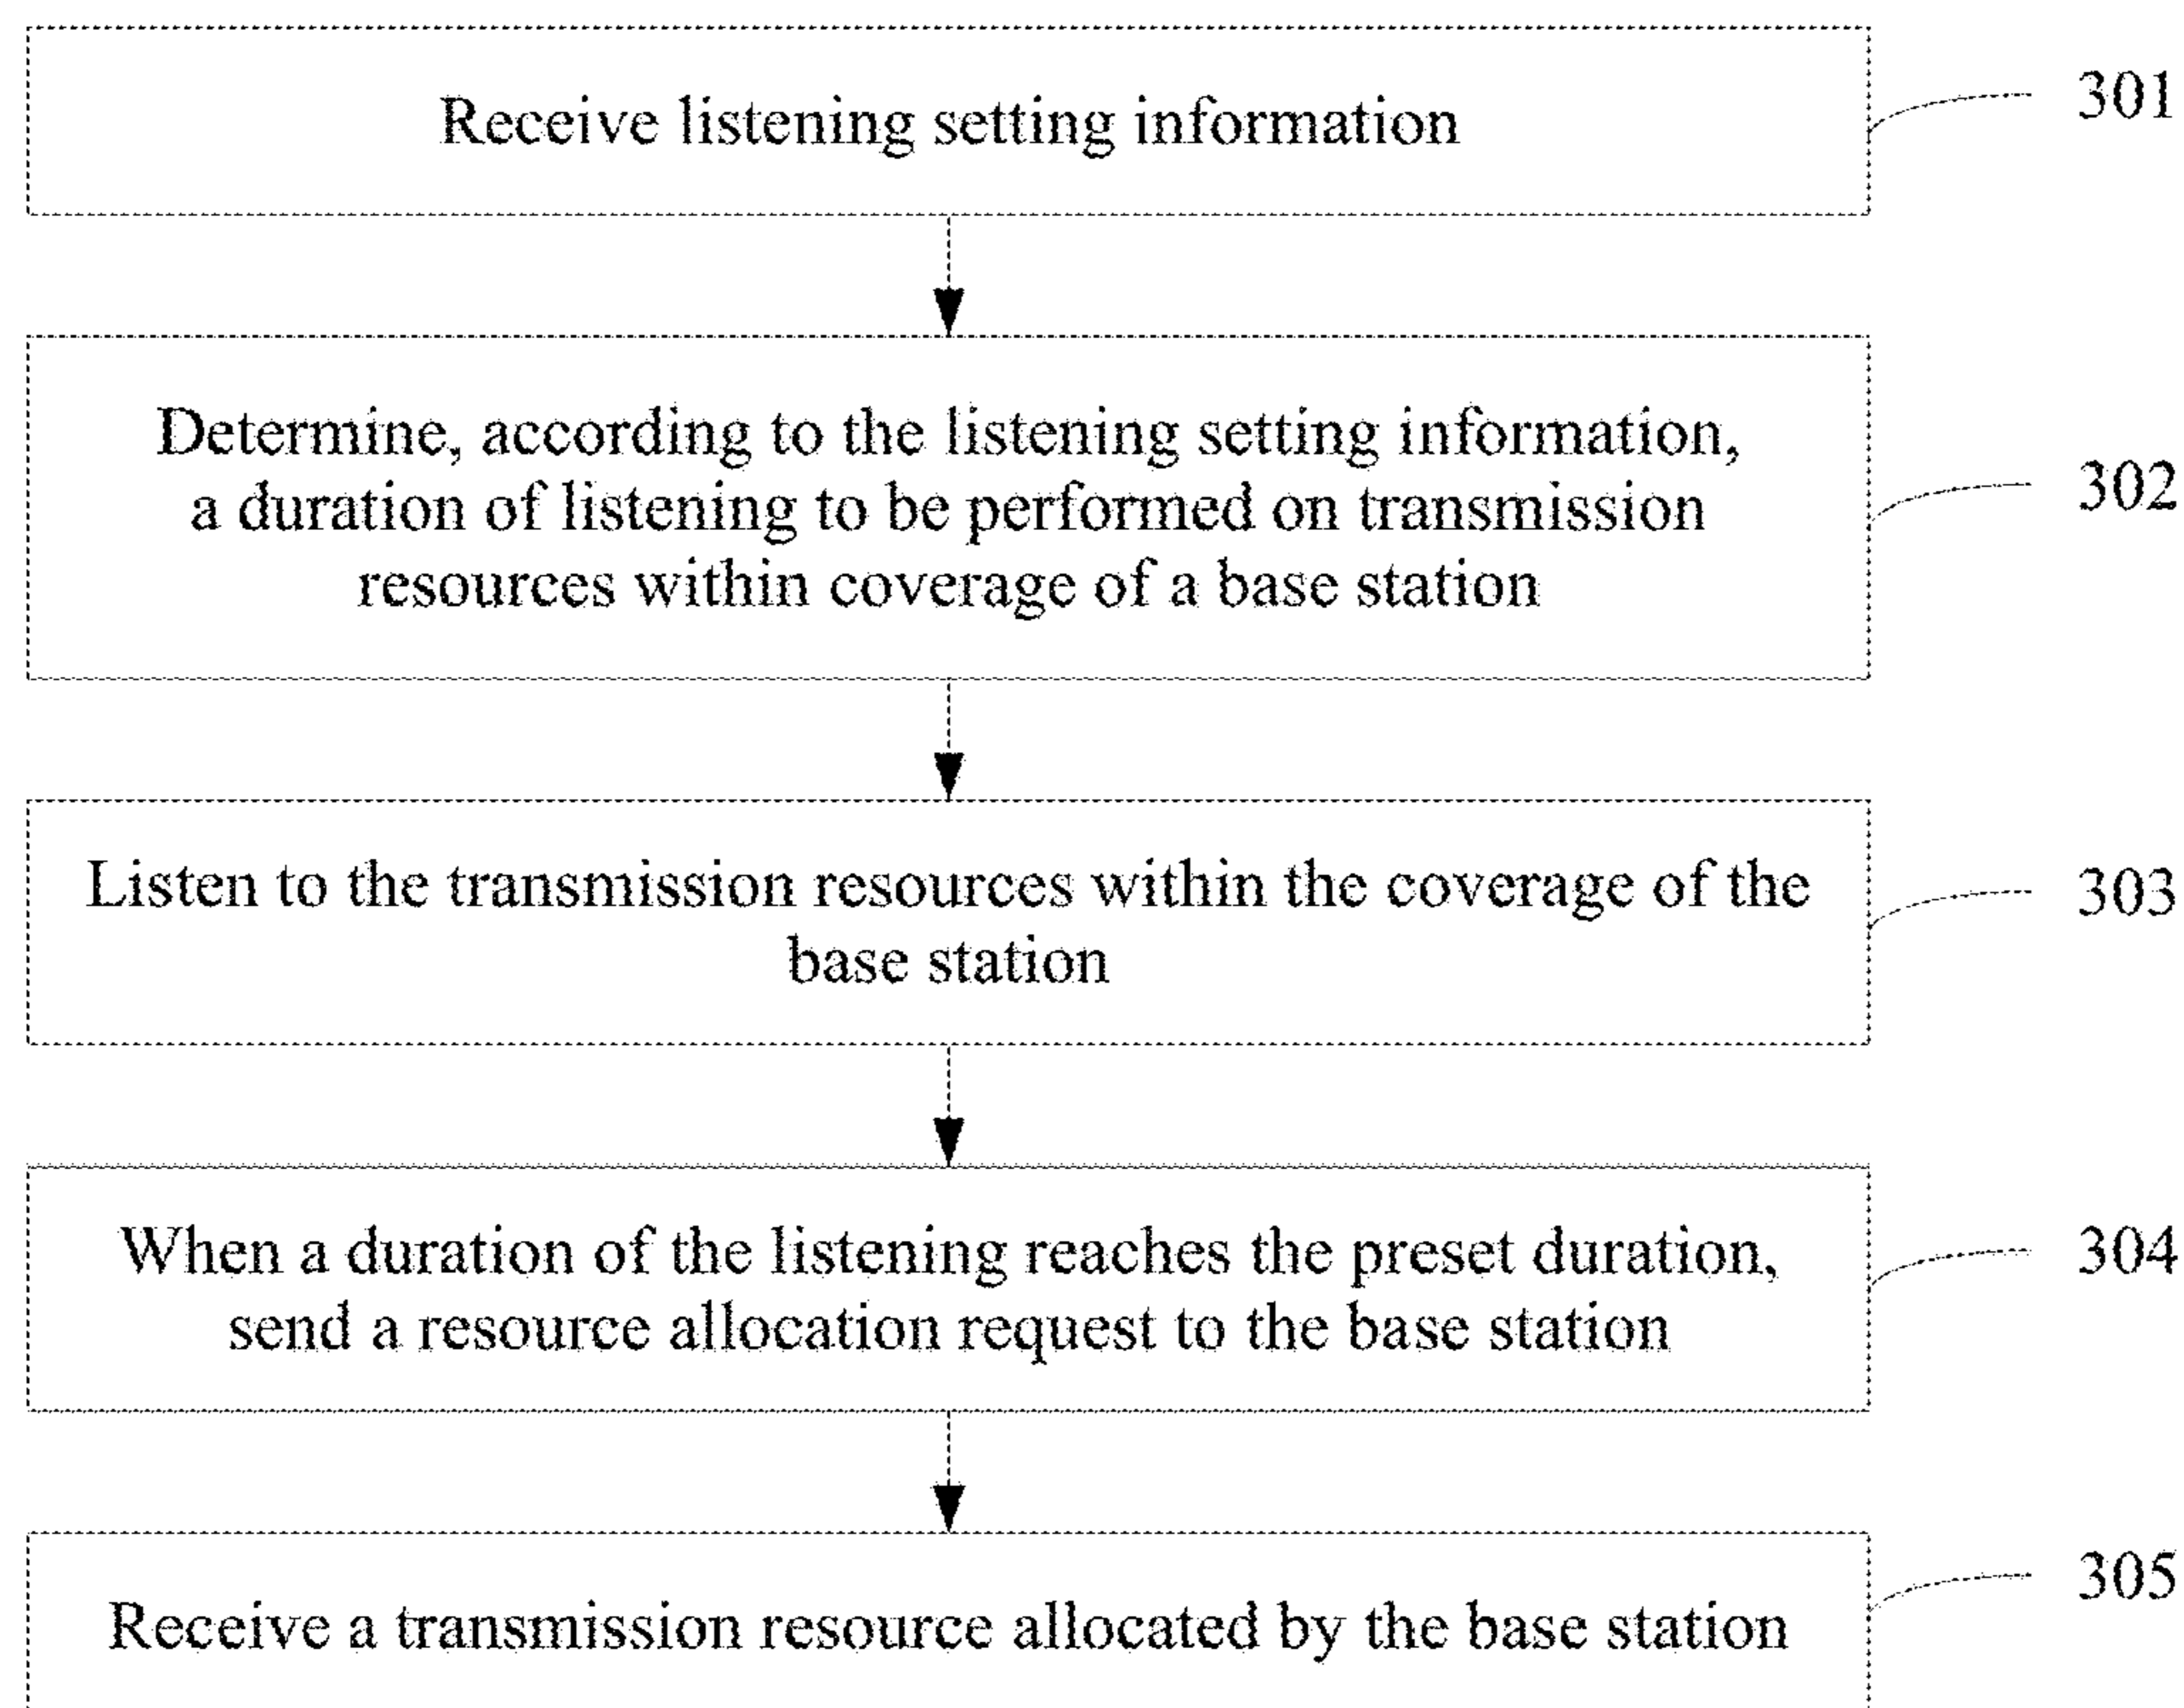 Receive listening setting information
301
Determine, according to the listening setting information,
a duration of listening to be performed on transmission
resources within coverage of a base station
302
Listen to the transmission resources within the coverage of the
base station
303
When a duration of the listening reaches the preset duration,
send a resource allocation request to the base station
304
Receive a transmission resource allocated by the base station
305